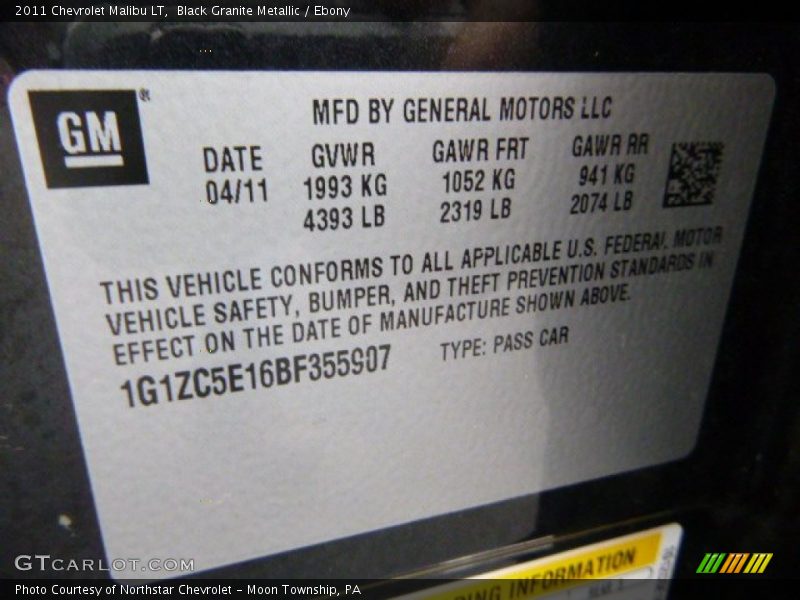 2011 Chevrolet Malibu LT, Black Granite Metallic / Ebony
GM®
MFD BY GENERAL MOTORS LLC
DATE GVWR GAWR FRT GAWR RR
04/11 1993 KG 1052 KG 941 KG
4393 LB 2319 LB 2074 LB
THIS VEHICLE CONFORMS TO ALL APPLICABLE U.S. FEDERAL MOTOR
VEHICLE SAFETY, BUMPER, AND THEFT PREVENTION STANDARDS IN
EFFECT ON THE DATE OF MANUFACTURE SHOWN ABOVE.
1G1ZC5E16BF355907 TYPE: PASS CAR
INFORMATION
GTCARLOT.COM
Photo Courtesy of Northstar Chevrolet - Moon Township, PA